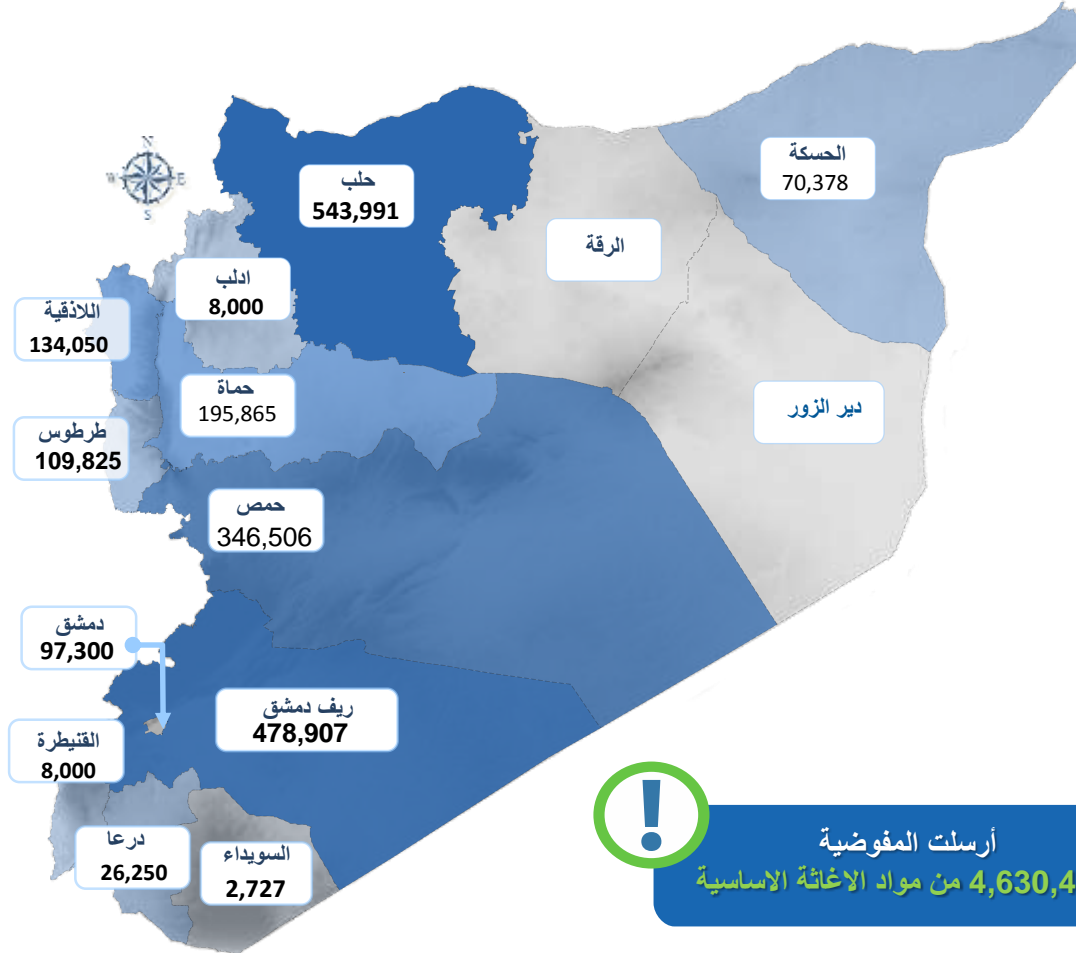 N
W E
S
حلب
543,991
الحسكة
70,378
الرقة
ادلب
8,000
اللاذقية
134,050
حماة
195,865
دير الزور
طرطوس
109,825
حمص
346,506
دمشق
97,300
ريف دمشق
478,907
القنيطرة
8,000
درعا
26,250
السويداء
2,727
!
أرسلت المفوضية
4,630,4 من مواد الاغاثة الاساسية